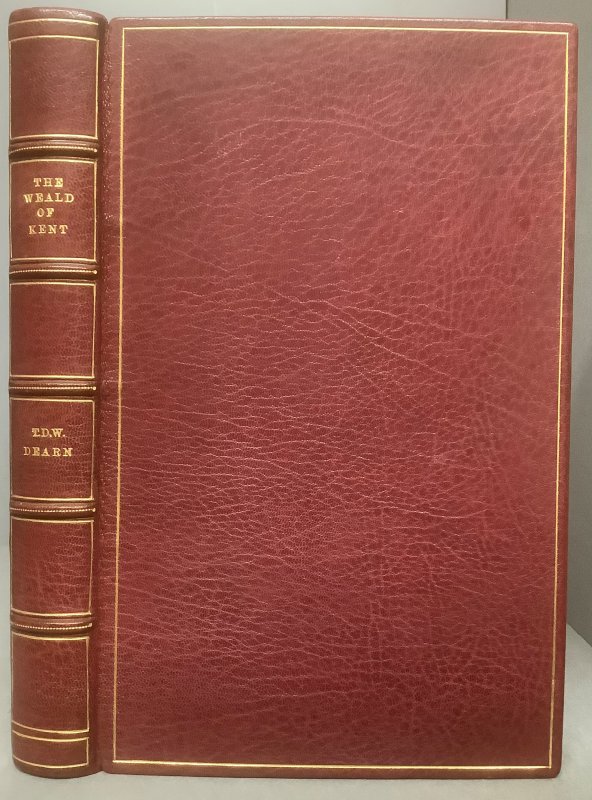 THE
WEALD
OF
KENT
T.D.W.
DEARN